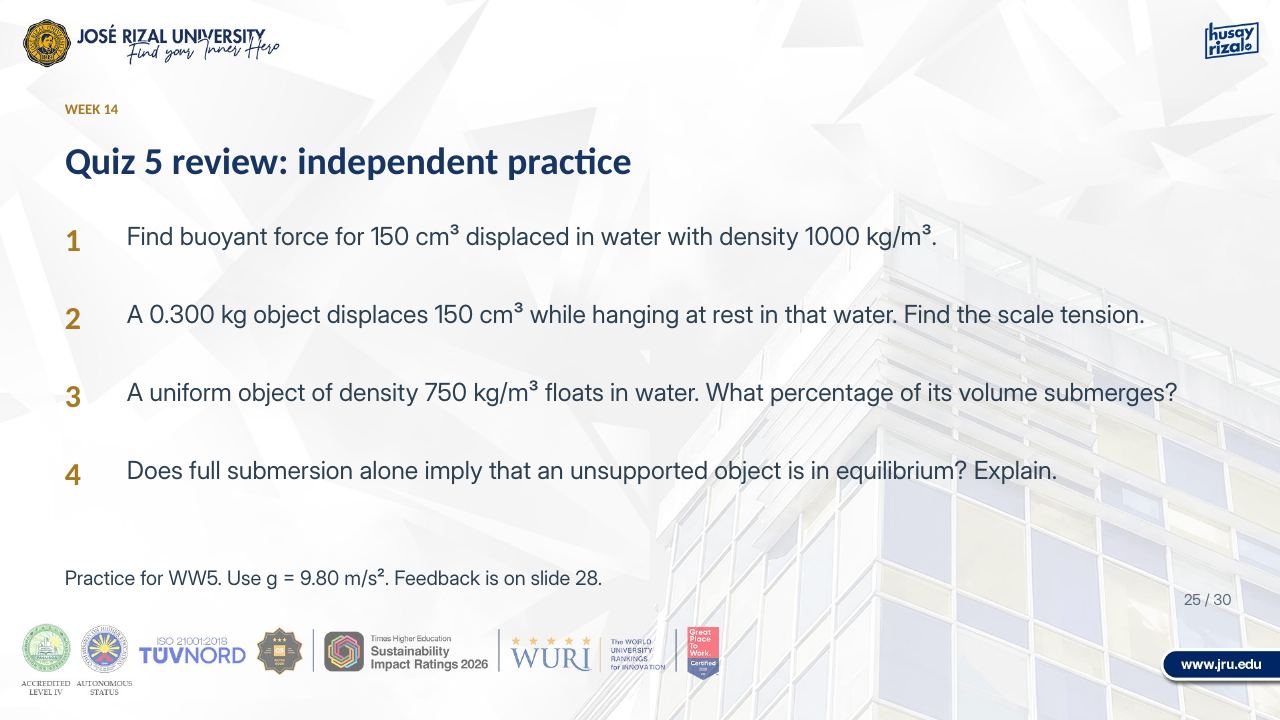 JOSÉ RIZAL UNIVERSITY
Find your Inner Hero
husay
rizal
WEEK 14
Quiz 5 review: independent practice
1 Find buoyant force for 150 cm³ displaced in water with density 1000 kg/m³.
2 A 0.300 kg object displaces 150 cm³ while hanging at rest in that water. Find the scale tension.
3 A uniform object of density 750 kg/m³ floats in water. What percentage of its volume submerges?
4 Does full submersion alone imply that an unsupported object is in equilibrium? Explain.
Practice for WW5. Use g = 9.80 m/s². Feedback is on slide 28.
25 / 30
ACCREDITED
LEVEL IV
AUTONOMOUS
STATUS
ISO 21001:2018
TÜVNORD
Times Higher Education
Sustainability
Impact Ratings 2026
WURI
The WORLD
UNIVERSITY
RANKINGS
for INNOVATION
Great
Place
To
Work.
Certified
www.jru.edu